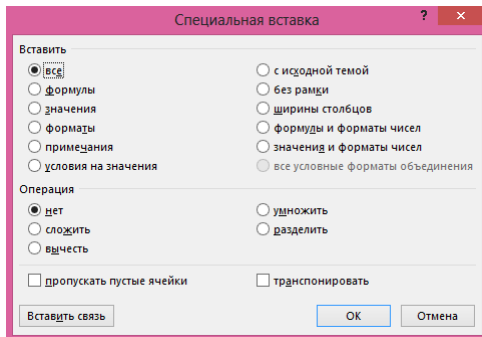 Специальная вставка ? ×
Вставить
все с исходной темой
формулы без рамки
значения ширины столбцов
форматы формулы и форматы чисел
примечания значения и форматы чисел
условия на значения все условные форматы объединения
Операция
нет умножить
сложить разделить
вычесть
пропускать пустые ячейки транспонировать
Вставить связь ОК Отмена